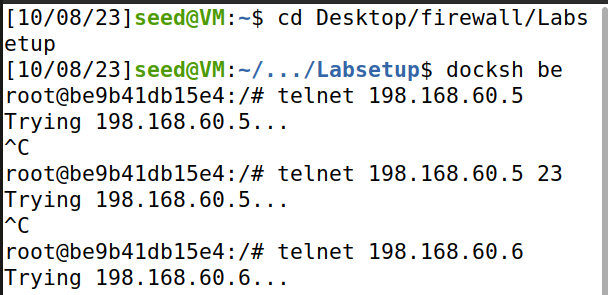 [10/08/23]seed@VM:~$ cd Desktop/firewall/Labs
etup
[10/08/23]seed@VM:~/.../Labsetup$ docksh be
root@be9b41db15e4:/# telnet 198.168.60.5
Trying 198.168.60.5...
^C
root@be9b41db15e4:/# telnet 198.168.60.5 23
Trying 198.168.60.5...
^C
root@be9b41db15e4:/# telnet 198.168.60.6
Trying 198.168.60.6...